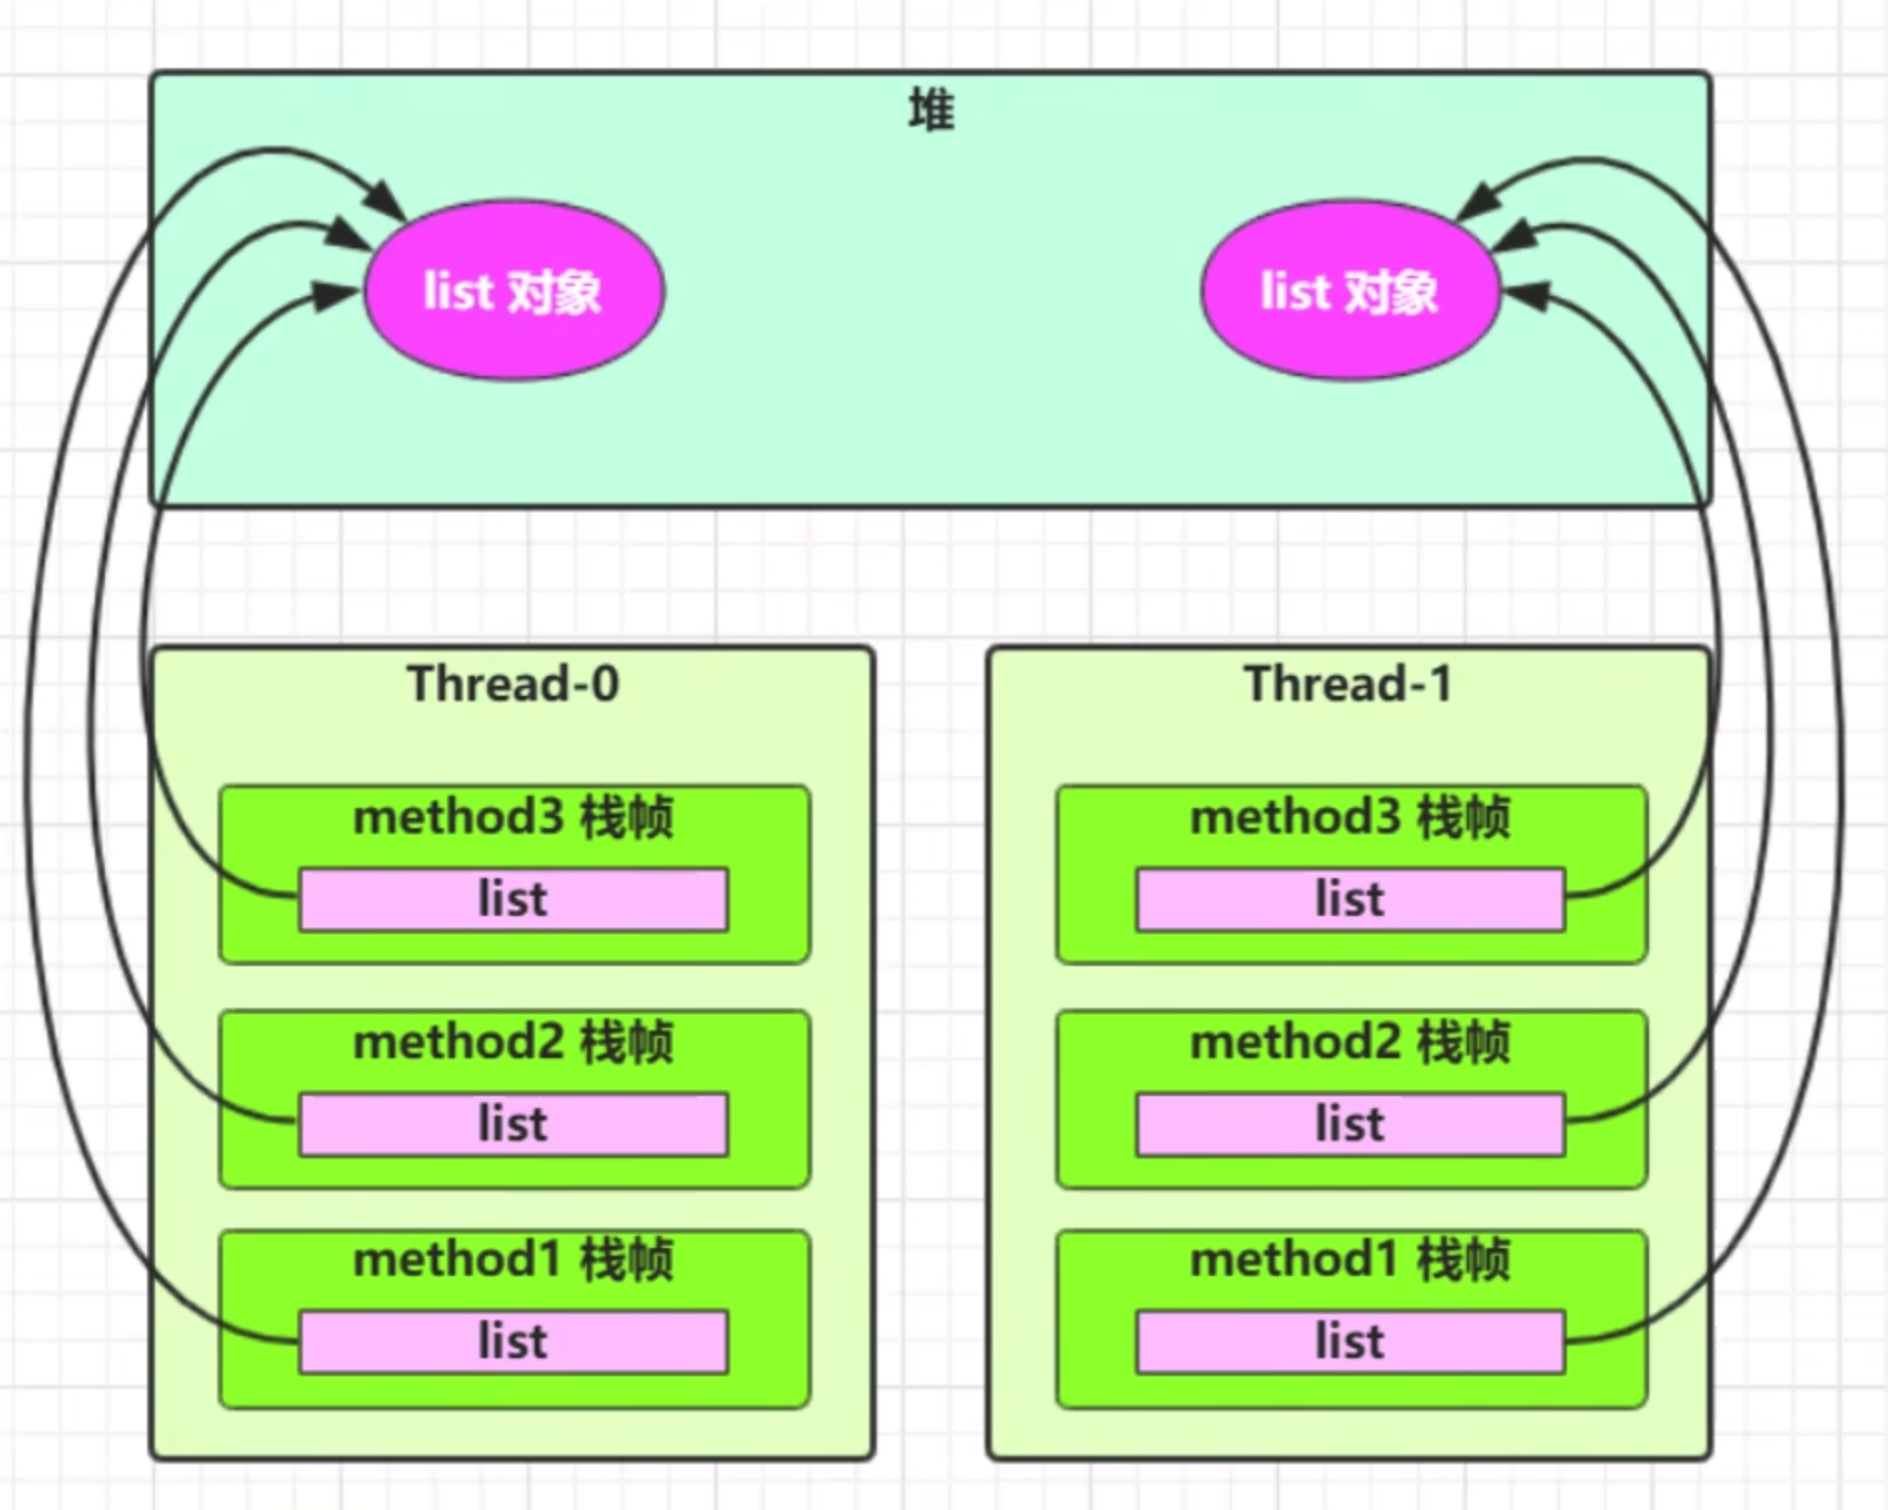 堆
list 对象
list 对象
Thread-0
method3 栈帧
list
method2 栈帧
list
method1 栈帧
list
Thread-1
method3 栈帧
list
method2 栈帧
list
method1 栈帧
list